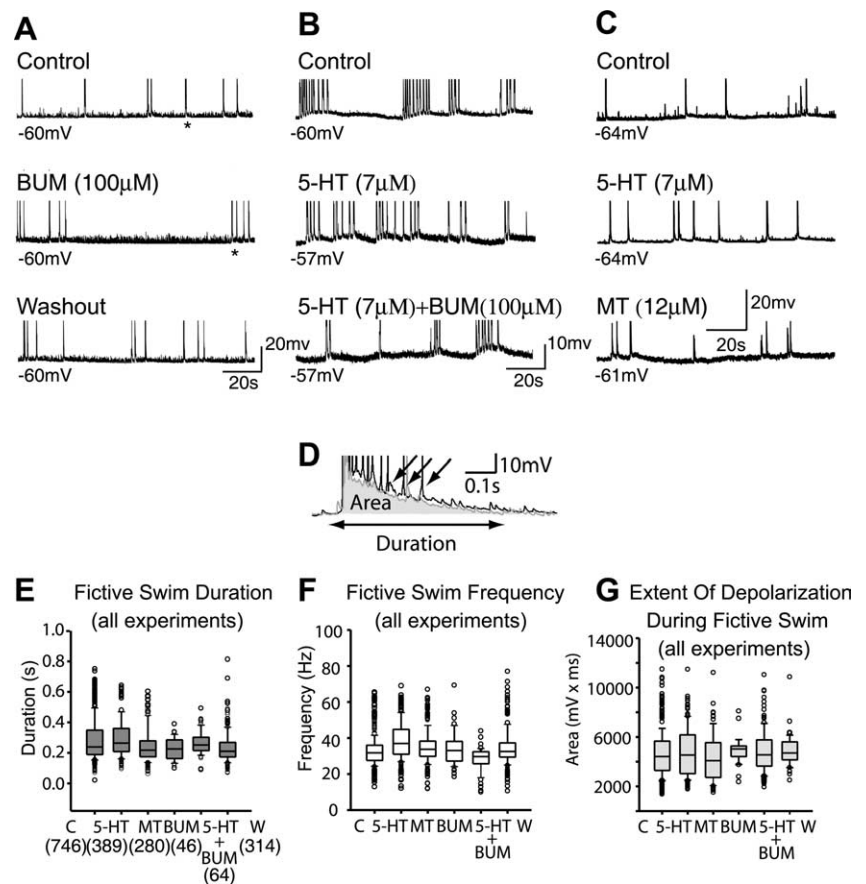 A
Control
-60mV
*
BUM (100μM)
-60mV
*
Washout
-60mV
20mv
20s
B
Control
-60mV
5-HT (7μM)
-57mV
5-HT (7μM)+BUM(100μM)
-57mV
10mv
20s
C
Control
-64mV
5-HT (7μM)
-64mV
MT (12μM)
20mv
20s
-61mV
D
10mV
0.1s
Area
Duration
E Fictive Swim Duration
(all experiments)
Duration (s)
1.0
0.8
0.6
0.4
0.2
0.0
C 5-HT MT BUM 5-HT W
(746)(389)(280)(46) + (314)
BUM
(64)
F Fictive Swim Frequency
(all experiments)
Frequency (Hz)
100
80
60
40
20
0
C 5-HT MT BUM 5-HT W
+
BUM
G Extent Of Depolarization
During Fictive Swim
(all experiments)
Area (mV x ms)
14000
10000
6000
2000
C 5-HT MT BUM 5-HT W
+
BUM